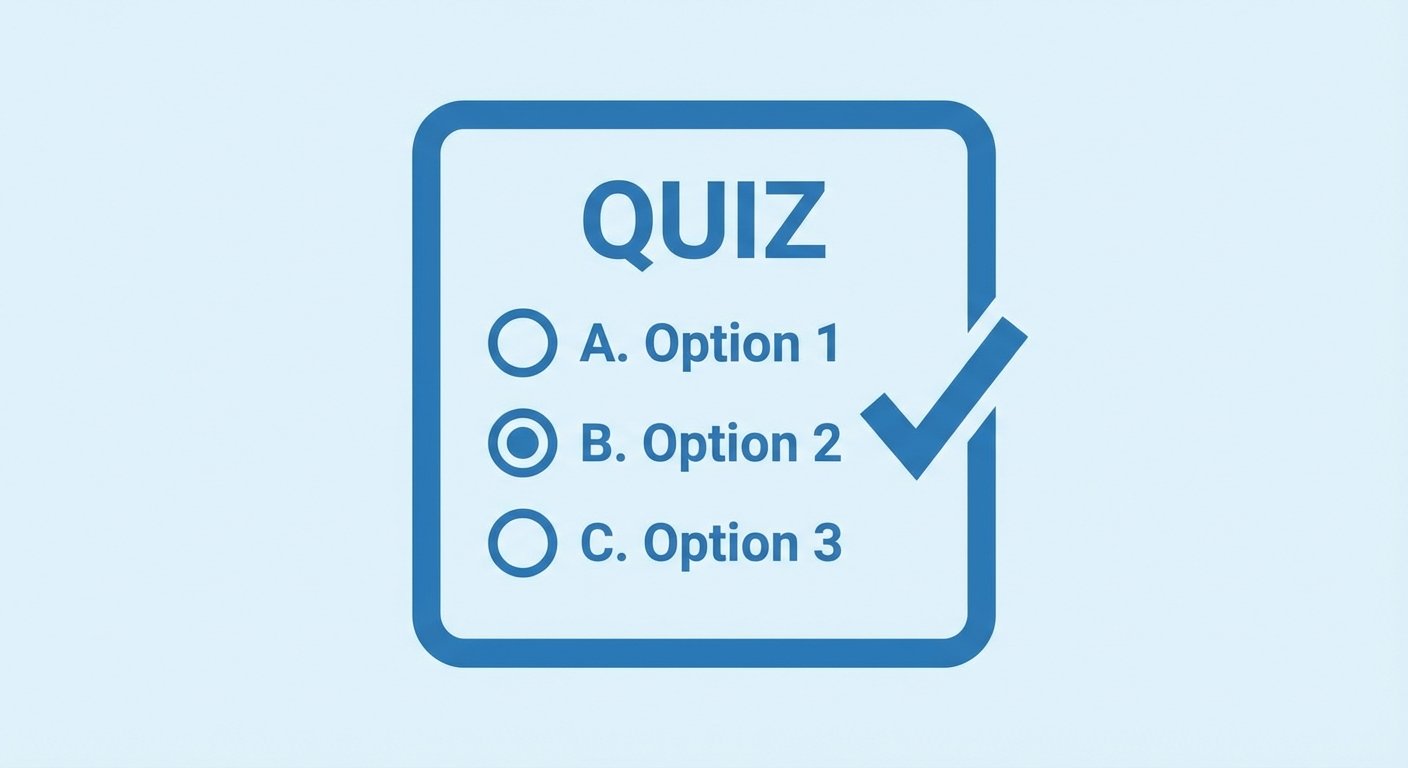 QUIZ
A. Option 1
B. Option 2
C. Option 3